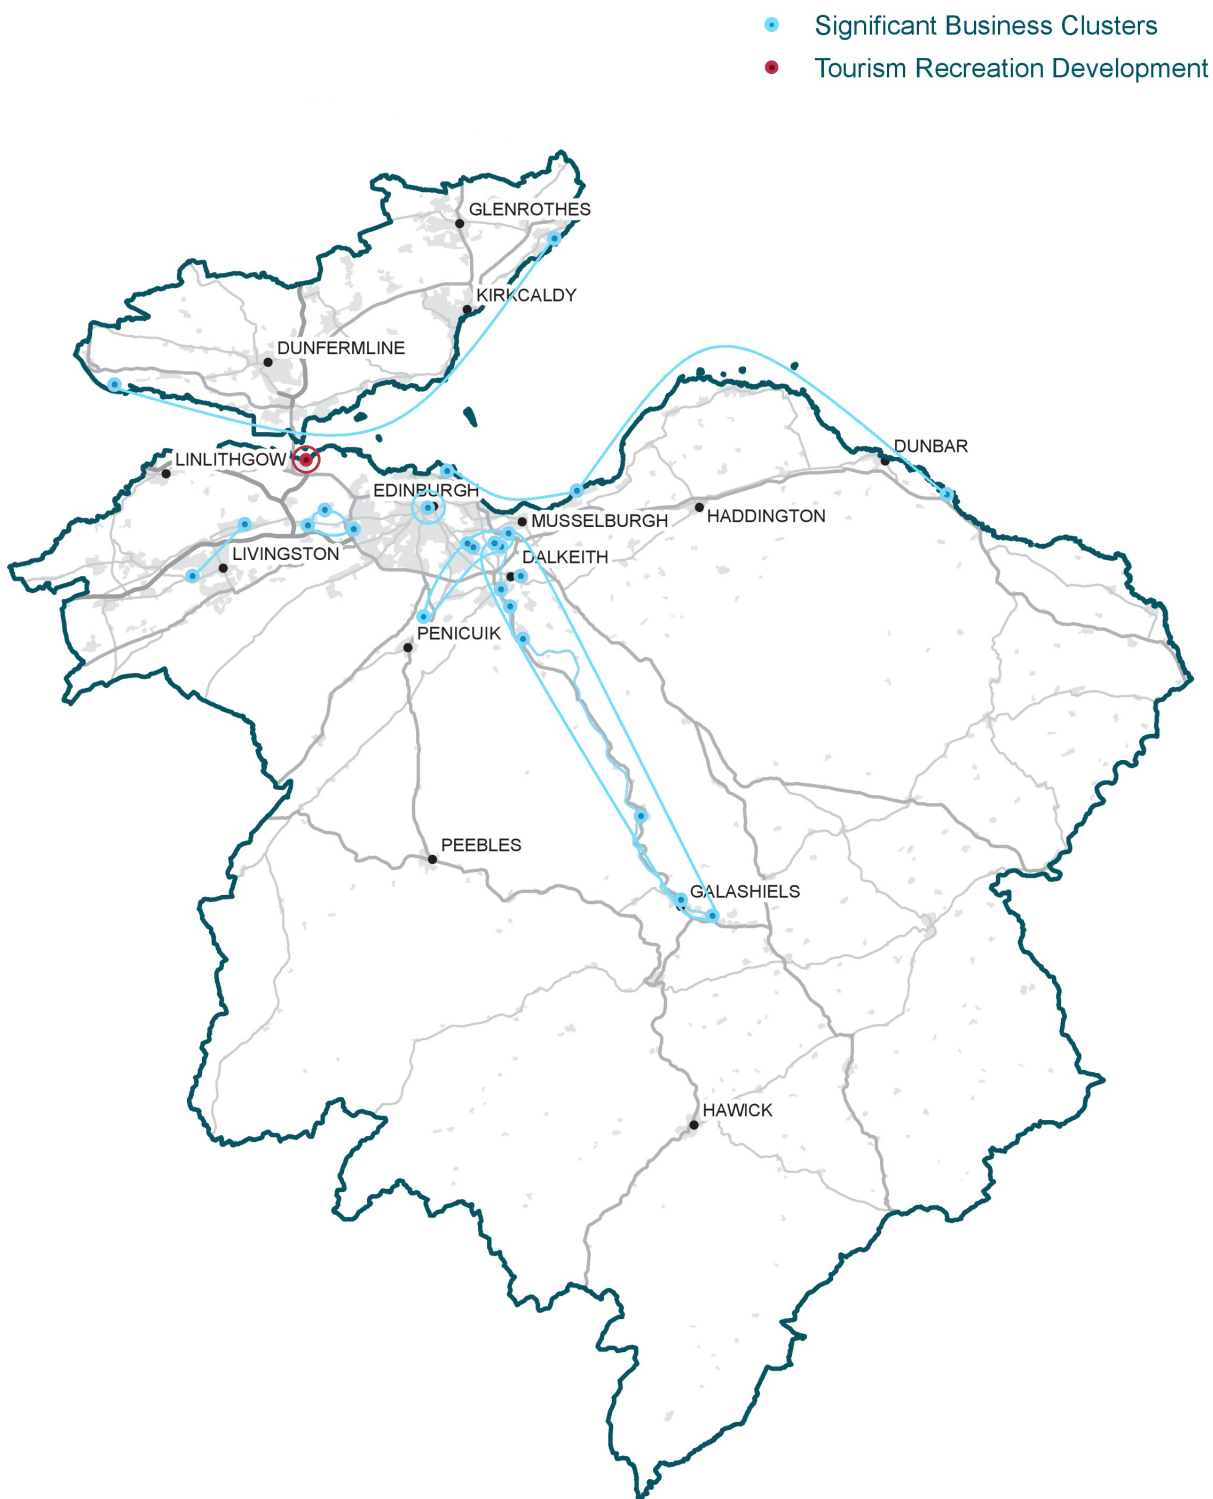 Significant Business Clusters
Tourism Recreation Development
GLENROTHES
KIRKCALDY
DUNFERMLINE
DUNBAR
LINLITHGOW
EDINBURGH
HADDINGTON
MUSSELBURGH
LIVINGSTON
DALKEITH
PENICUIK
PEEBLES
GALASHIELS
HAWICK